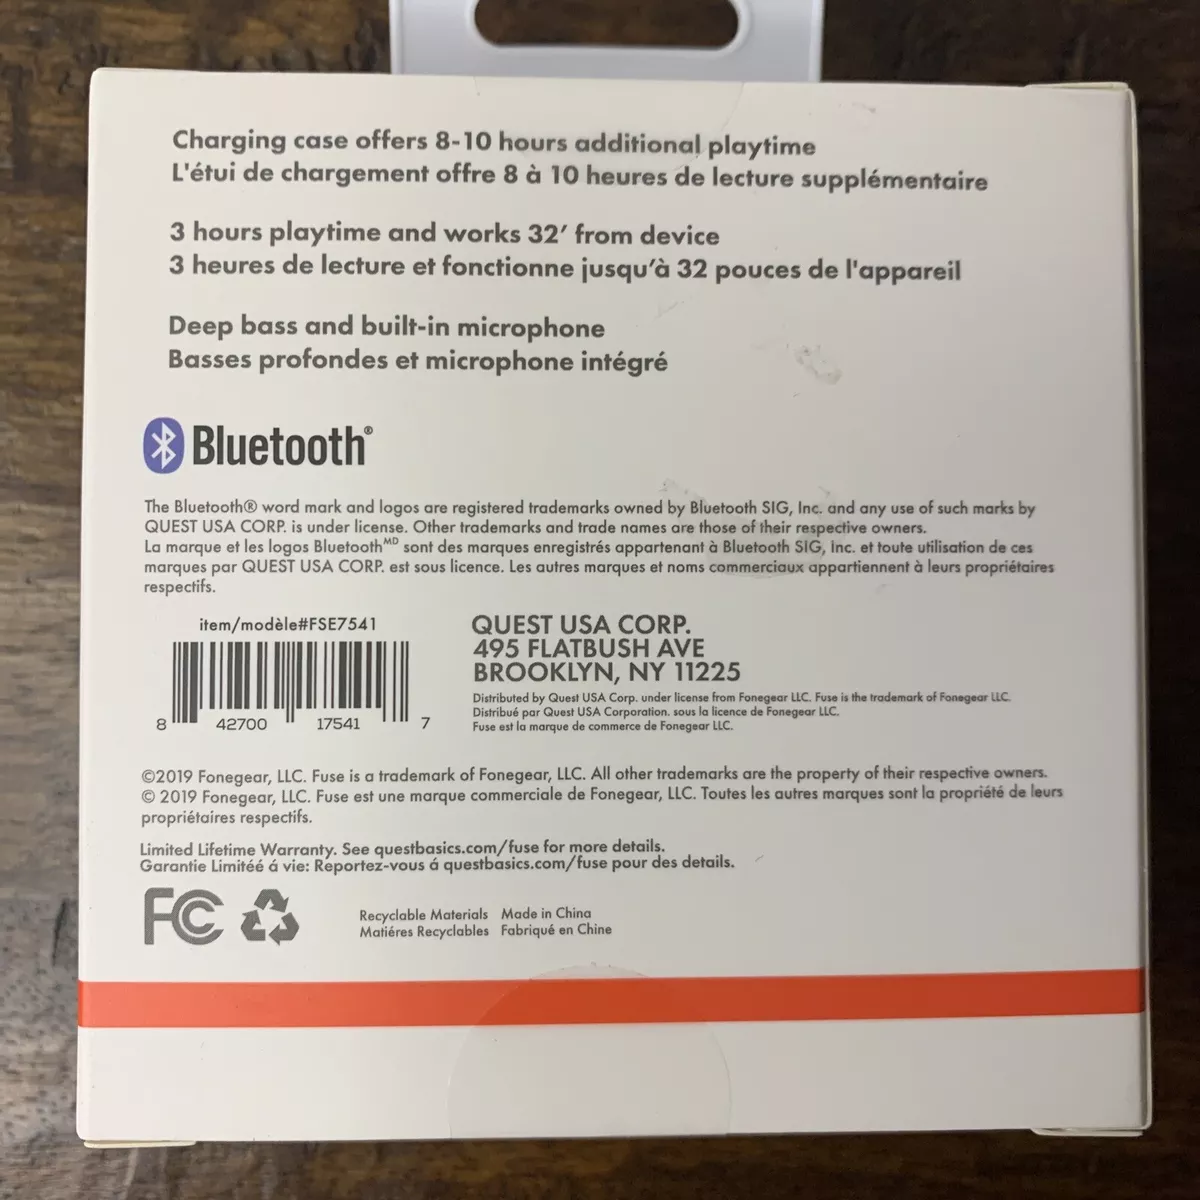 Charging case offers 8-10 hours additional playtime
L'étui de chargement offre 8 à 10 heures de lecture supplémentaire
3 hours playtime and works 32′ from device
3 heures de lecture et fonctionne jusqu'à 32 pouces de l'appareil
Deep bass and built-in microphone
Basses profondes et microphone intégré
Bluetooth®
The Bluetooth® word mark and logos are registered trademarks owned by Bluetooth SIG, Inc. and any use of such marks by
QUEST USA CORP. is under license. Other trademarks and trade names are those of their respective owners.
La marque et les logos Bluetooth^MD sont des marques enregistrés appartenant à Bluetooth SIG, Inc. et toute utilisation de ces
marques par QUEST USA CORP. est sous licence. Les autres marques et noms commerciaux appartiennent à leurs propriétaires
respectifs.
item/modèle#FSE7541
8 42700 17541 7
QUEST USA CORP.
495 FLATBUSH AVE
BROOKLYN, NY 11225
Distributed by Quest USA Corp. under license from Fonegear LLC. Fuse is the trademark of Fonegear LLC.
Distribué par Quest USA Corporation. sous la licence de Fonegear LLC.
Fuse est la marque de commerce de Fonegear LLC.
©2019 Fonegear, LLC. Fuse is a trademark of Fonegear, LLC. All other trademarks are the property of their respective owners.
© 2019 Fonegear, LLC. Fuse est une marque commerciale de Fonegear, LLC. Toutes les autres marques sont la propriété de leurs
propriétaires respectifs.
Limited Lifetime Warranty. See questbasics.com/fuse for more details.
Garantie Limitéé á vie: Reportez-vous á questbasics.com/fuse pour des details.
FC
Recyclable Materials Made in China
Matiéres Recyclables Fabriqué en Chine